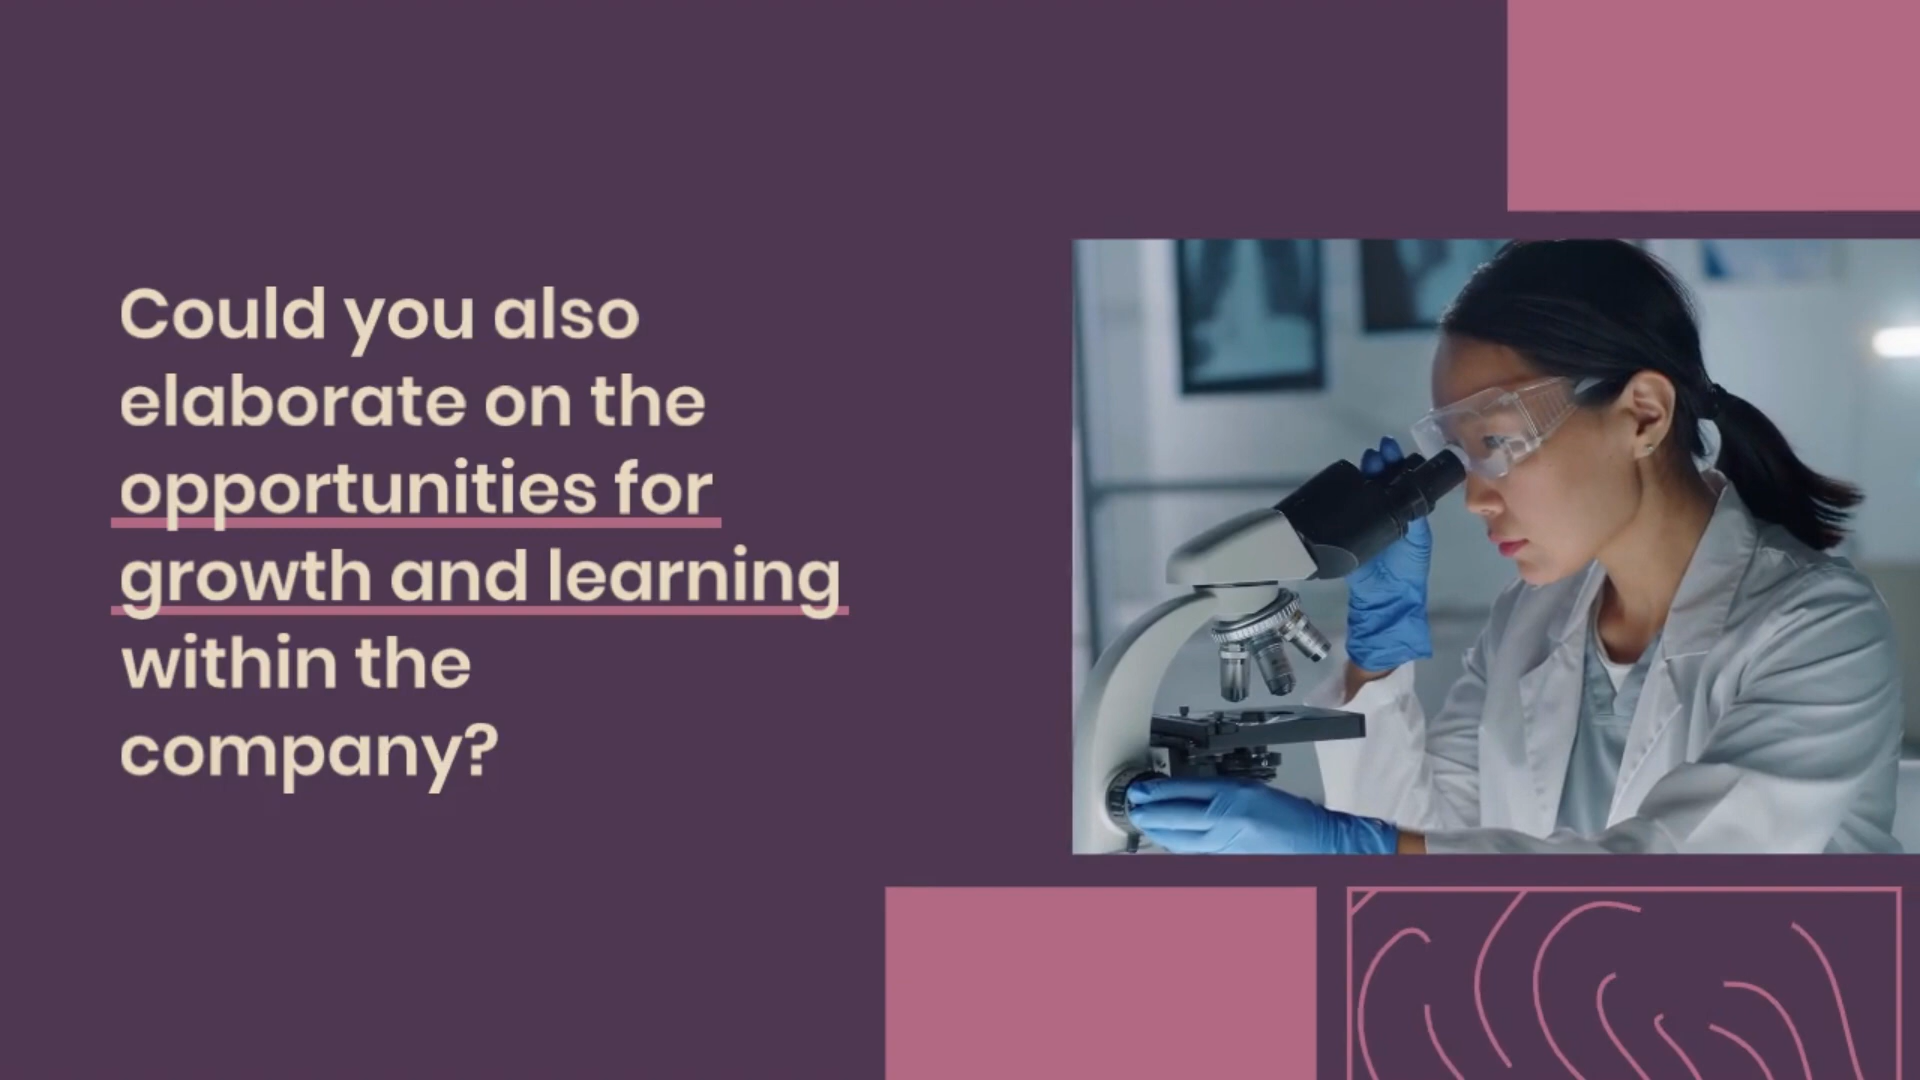 Could you also
elaborate on the
opportunities for
growth and learning
within the
company?